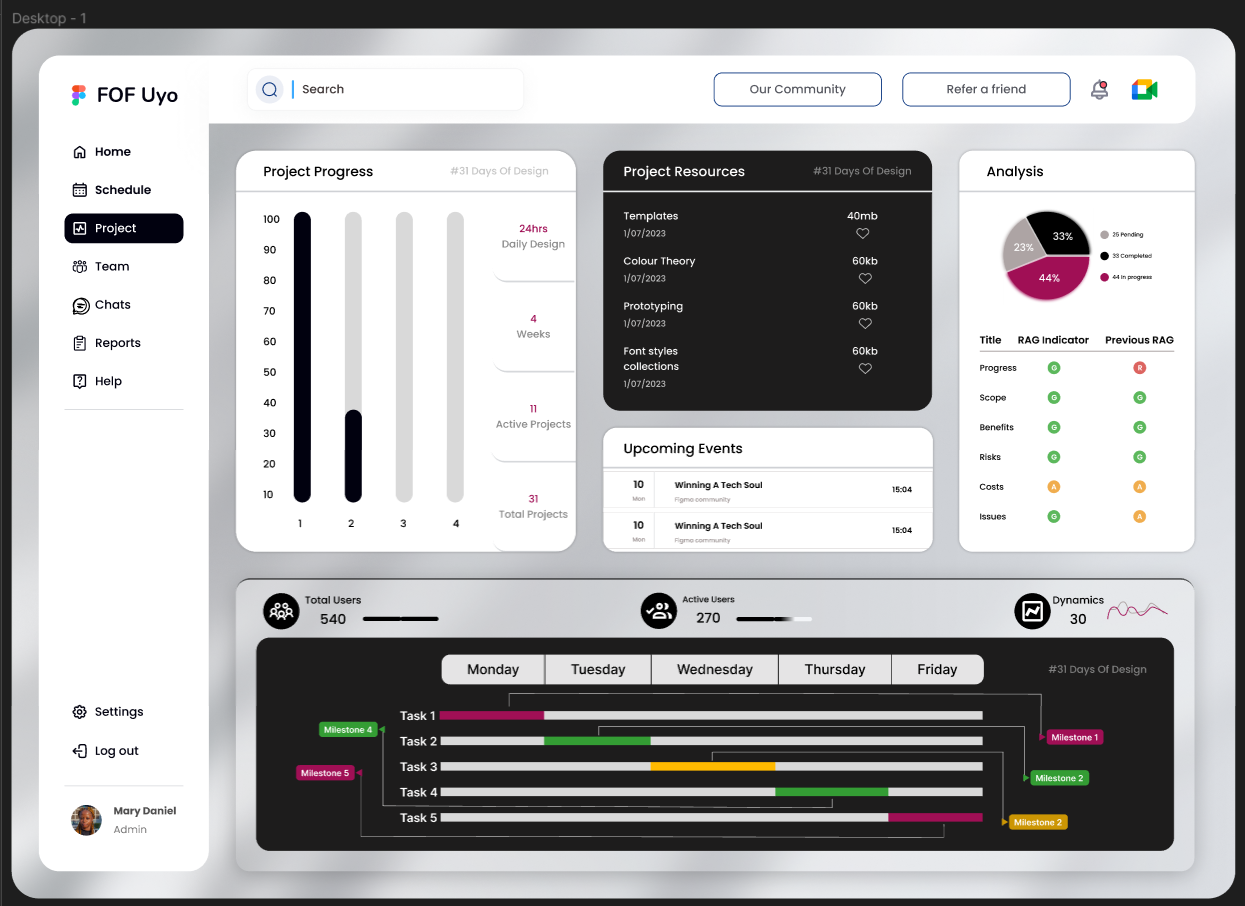 Desktop - 1
FOF Uyo
Search
Our Community
Refer a friend
Home
Schedule
Project
Team
Chats
Reports
Help
Settings
Log out
Mary Daniel
Admin
Project Progress
#31 Days Of Design
100
90
80
70
60
50
40
30
20
10
1
2
3
4
24hrs
Daily Design
4
Weeks
11
Active Projects
31
Total Projects
Project Resources
#31 Days Of Design
Templates
40mb
1/07/2023
Colour Theory
60kb
1/07/2023
Prototyping
60kb
1/07/2023
Font styles
60kb
collections
1/07/2023
Upcoming Events
10
Mon
Winning A Tech Soul
Figma community
15:04
10
Mon
Winning A Tech Soul
Figma community
15:04
Analysis
33%
23%
44%
25 Pending
33 Completed
44 In progress
Title RAG Indicator Previous RAG
Progress G R
Scope G G
Benefits G G
Risks G G
Costs A A
Issues G A
Total Users
540
Active Users
270
Dynamics
30
Monday Tuesday Wednesday Thursday Friday
#31 Days Of Design
Task 1
Milestone 4
Milestone 1
Task 2
Task 3
Milestone 5
Milestone 2
Task 4
Task 5
Milestone 2